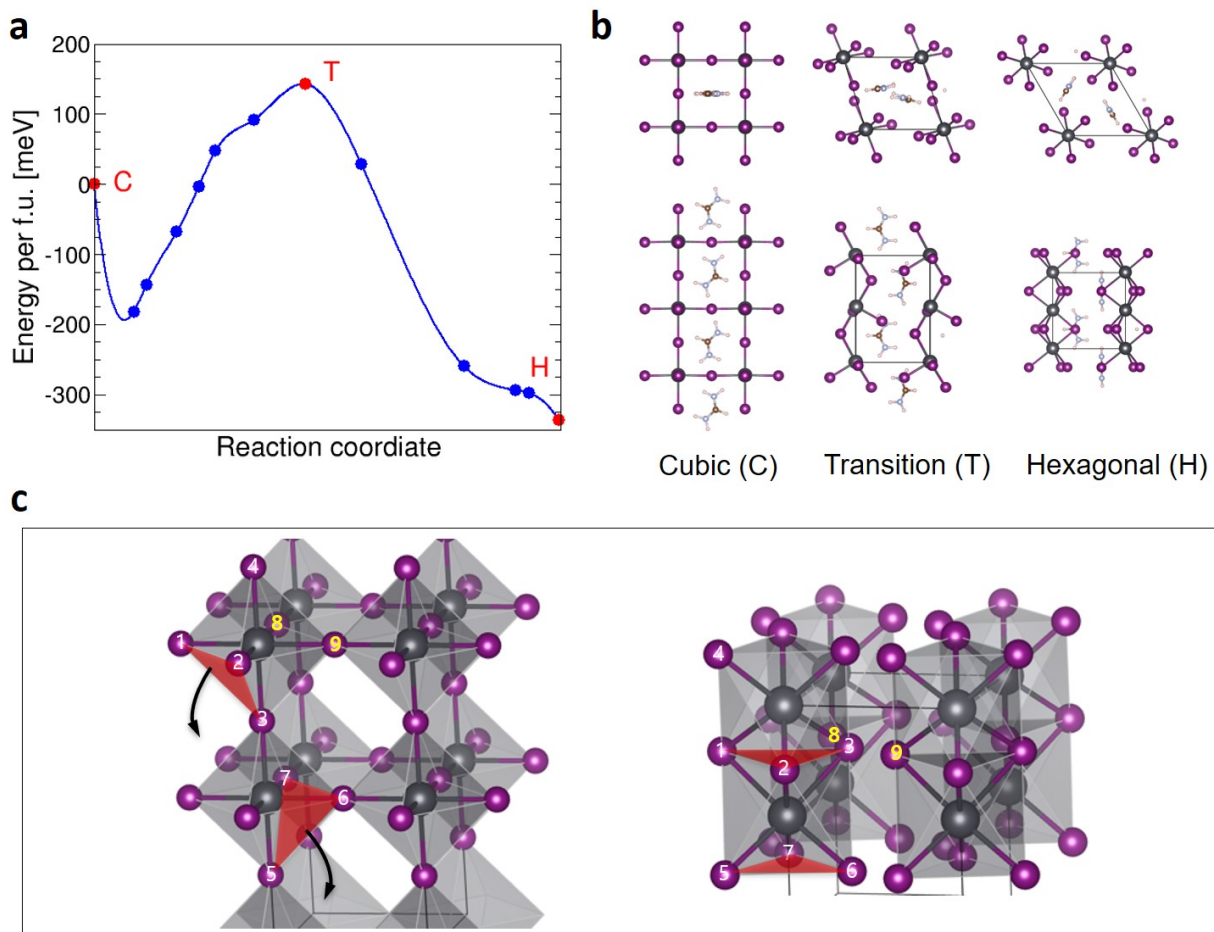 a
200
100
0
-100
-200
-300
Energy per f.u. [meV]
C
T
H
Reaction coordiate
b
Cubic (C)
Transition (T)
Hexagonal (H)
c
4
8
1
9
2
3
7
6
5
4
8
1
3
9
2
7
5
6